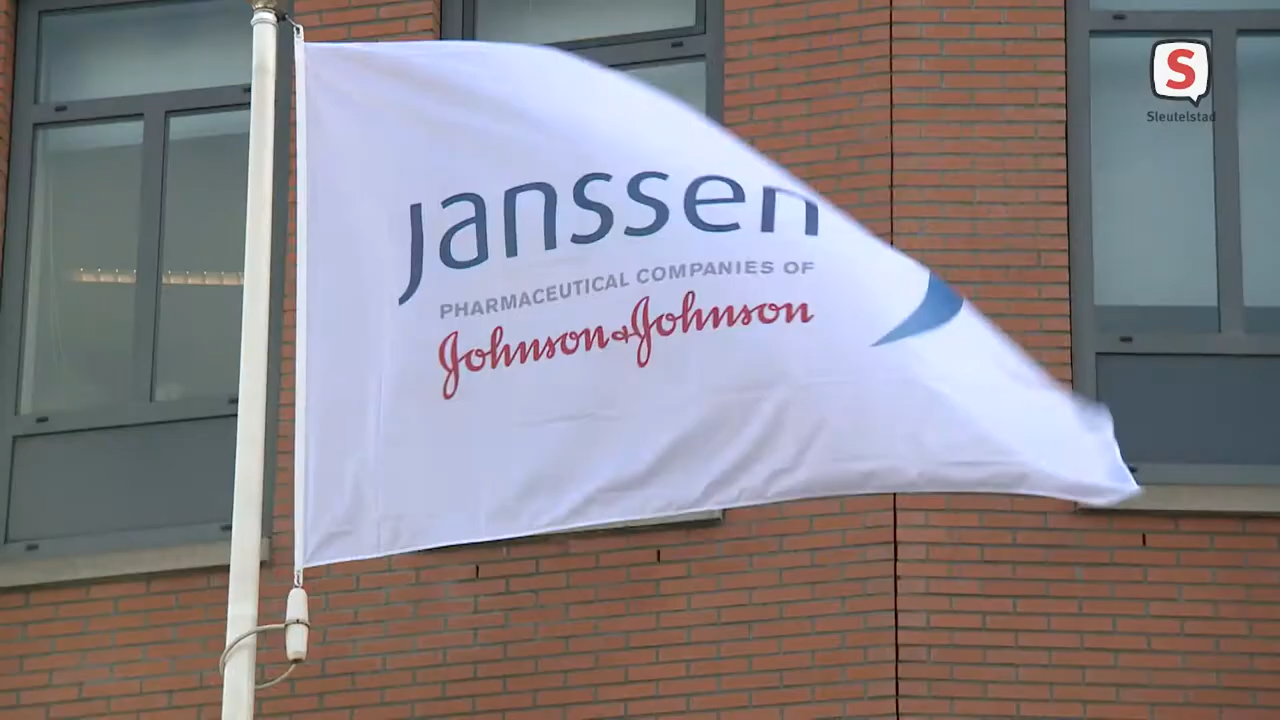 S
Sleutelstad
Janssen
PHARMACEUTICAL COMPANIES OF
Johnson & Johnson